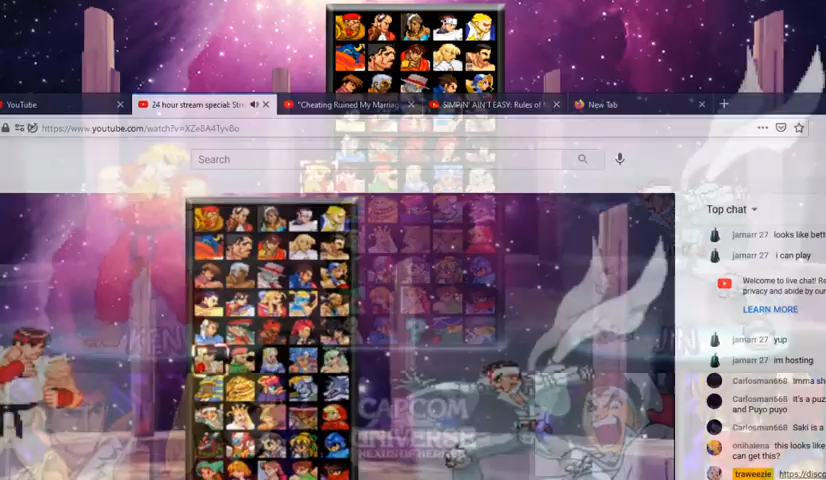 YouTube
24 hour stream special: Stre
"Cheating Ruined My Marriag
SIMPIN' AIN'T EASY: Rules of
New Tab
https://www.youtube.com/watch?v=XZe8A4Tyv8o
Search
Top chat
jamarr 27 looks like bett
jamarr 27 i can play
Welcome to live chat! Re
privacy and abide by our
LEARN MORE
KEN
JIN
jamarr 27 yup
jamarr 27 im hosting
Carlosman668 Imma sh
Carlosman668 It's a puz
and Puyo puyo
Carlosman668 Saki is a
CAPCOM
UNIVERSE
NEXUS OF HEROES
onihalena this looks like
can get this?
traweezie https://disco